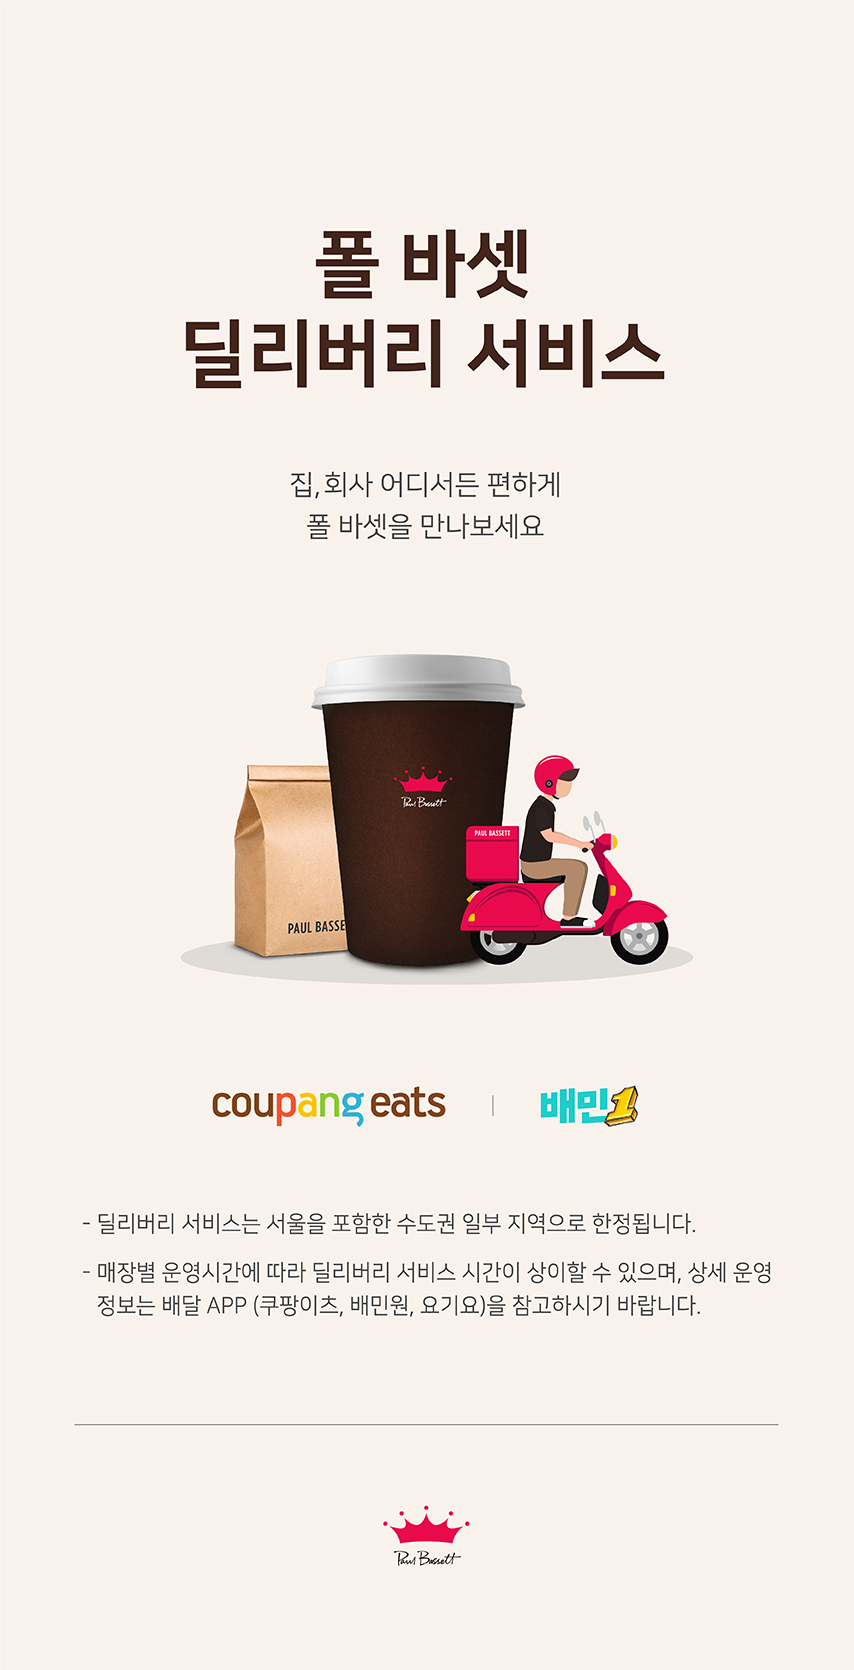 폴 바셋
딜리버리 서비스
집, 회사 어디서든 편하게
폴 바셋을 만나보세요
Paul Bassett
PAUL BASSETT
PAUL BASSE
coupang eats
배민1
- 딜리버리 서비스는 서울을 포함한 수도권 일부 지역으로 한정됩니다.
- 매장별 운영시간에 따라 딜리버리 서비스 시간이 상이할 수 있으며, 상세 운영
정보는 배달 APP (쿠팡이츠, 배민원, 요기요)을 참고하시기 바랍니다.
Paul Bassett